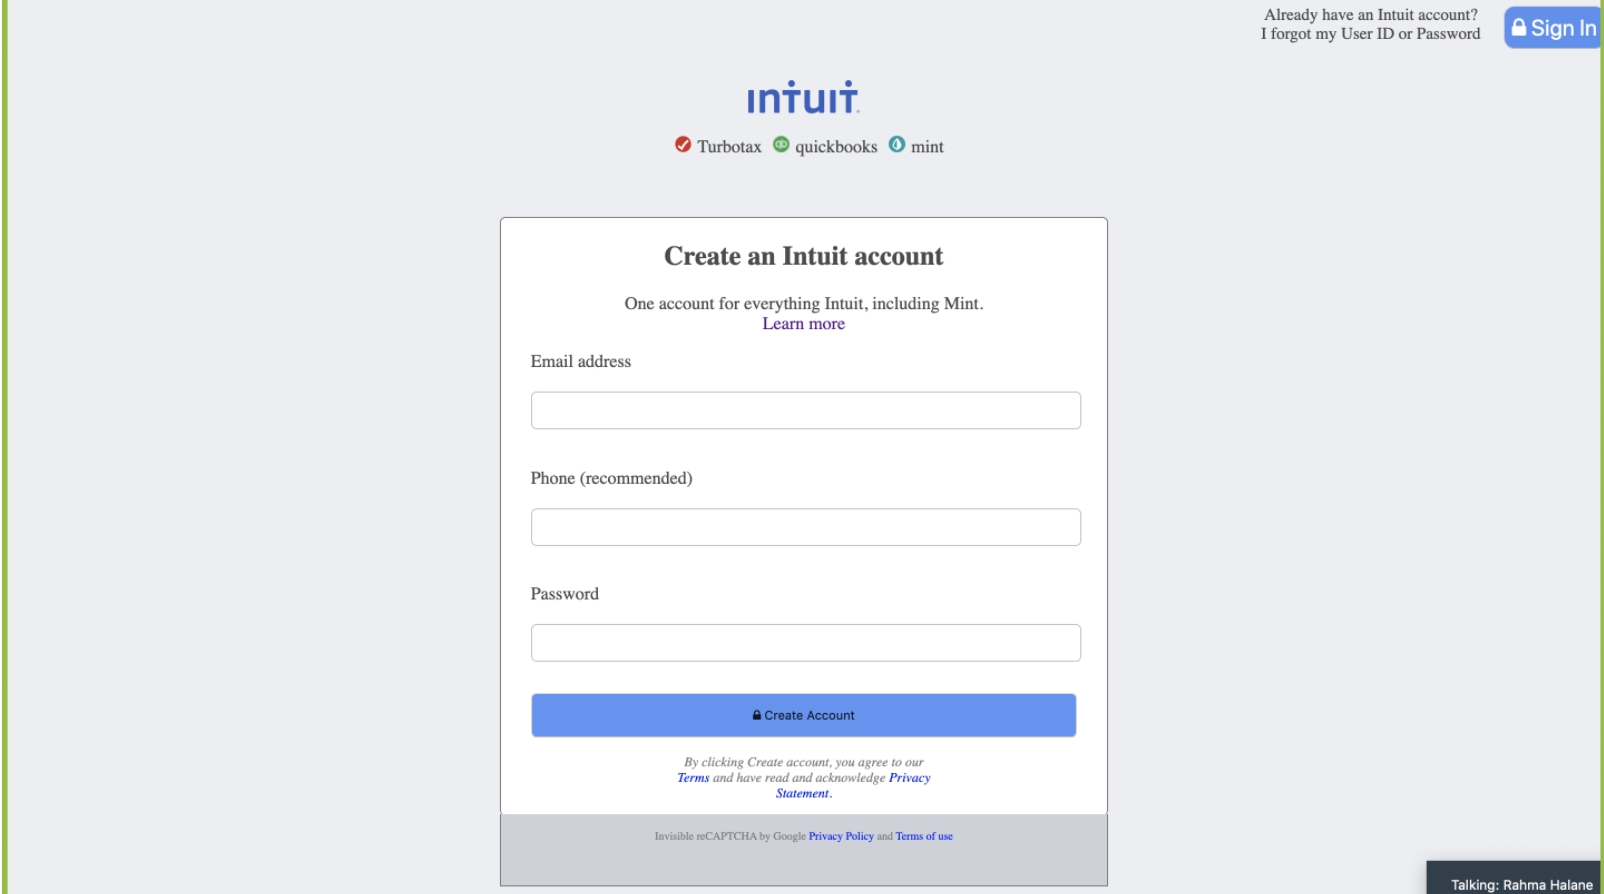 Already have an Intuit account?
I forgot my User ID or Password
Sign In
INTUIT.
Turbotax quickbooks mint
Create an Intuit account
One account for everything Intuit, including Mint.
Learn more
Email address
Phone (recommended)
Password
Create Account
By clicking Create account, you agree to our
Terms and have read and acknowledge Privacy
Statement.
Invisible reCAPTCHA by Google Privacy Policy and Terms of use
Talking: Rahma Halane